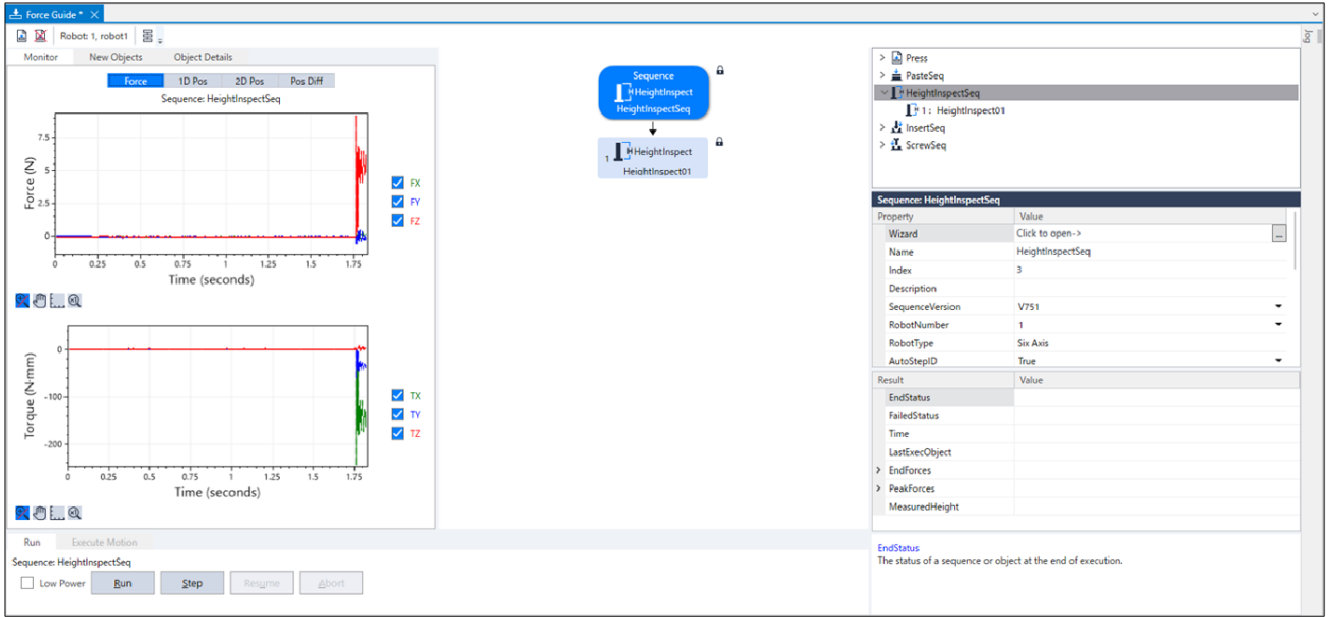 Force Guide *
Robot: 1, robot1
Jog
Monitor New Objects Object Details
Force 1D Pos 2D Pos Pos Diff
Sequence: HeightInspectSeq
Force (N)
7.5
5
2.5
0
0 0.25 0.5 0.75 1 1.25 1.5 1.75
Time (seconds)
FX
FY
FZ
Torque (N·mm)
0
-100
-200
0 0.25 0.5 0.75 1 1.25 1.5 1.75
Time (seconds)
TX
TY
TZ
Run Execute Motion
Sequence: HeightInspectSeq
Low Power Run Step Resume Abort
Sequence
HeightInspect
HeightInspectSeq
1 HeightInspect
HeightInspect01
Press
PasteSeq
HeightInspectSeq
1 : HeightInspect01
InsertSeq
ScrewSeq
Sequence: HeightInspectSeq
Property Value
Wizard Click to open-> ...
Name HeightInspectSeq
Index 3
Description
SequenceVersion V751
RobotNumber 1
RobotType Six Axis
AutoStepID True
Result Value
EndStatus
FailedStatus
Time
LastExecObject
EndForces
PeakForces
MeasuredHeight
EndStatus
The status of a sequence or object at the end of execution.